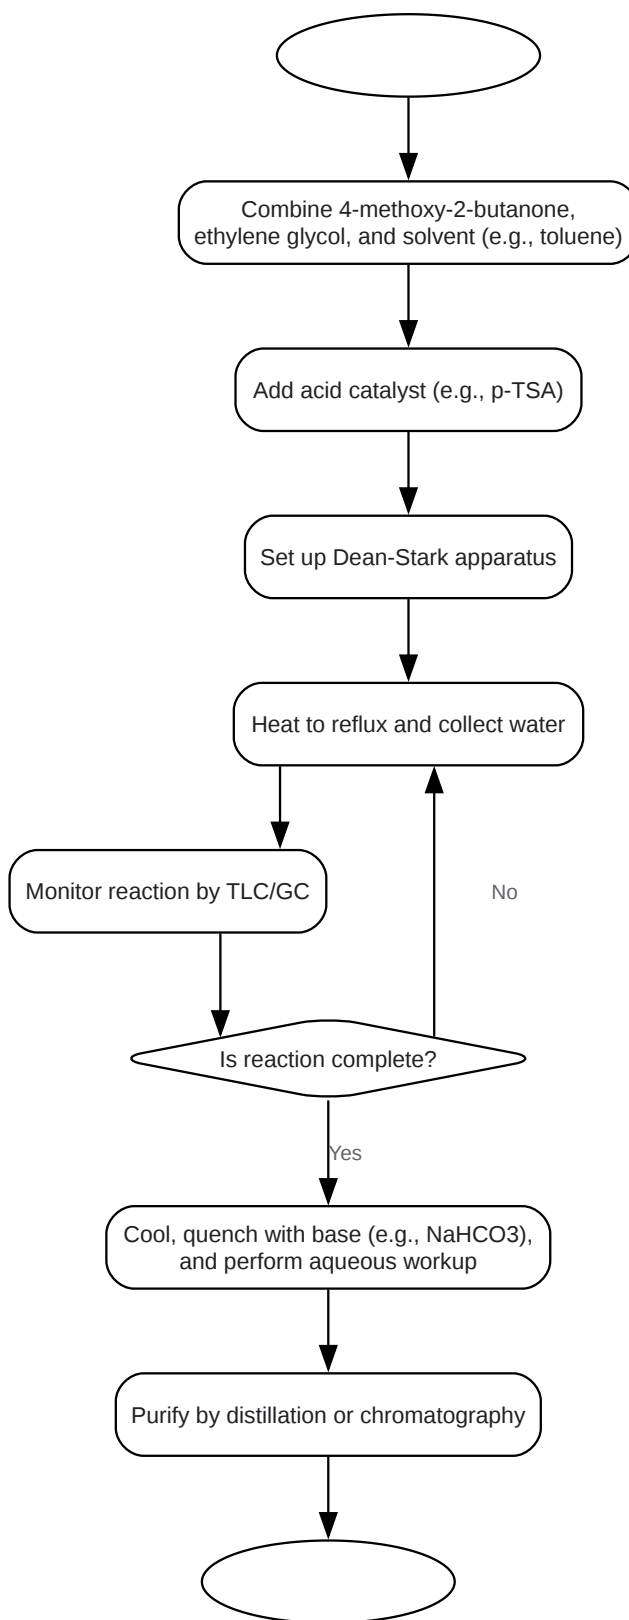 Combine 4-methoxy-2-butanone,
ethylene glycol, and solvent (e.g., toluene)
Add acid catalyst (e.g., p-TSA)
Set up Dean-Stark apparatus
Heat to reflux and collect water
Monitor reaction by TLC/GC
No
Is reaction complete?
Yes
Cool, quench with base (e.g., NaHCO3),
and perform aqueous workup
Purify by distillation or chromatography